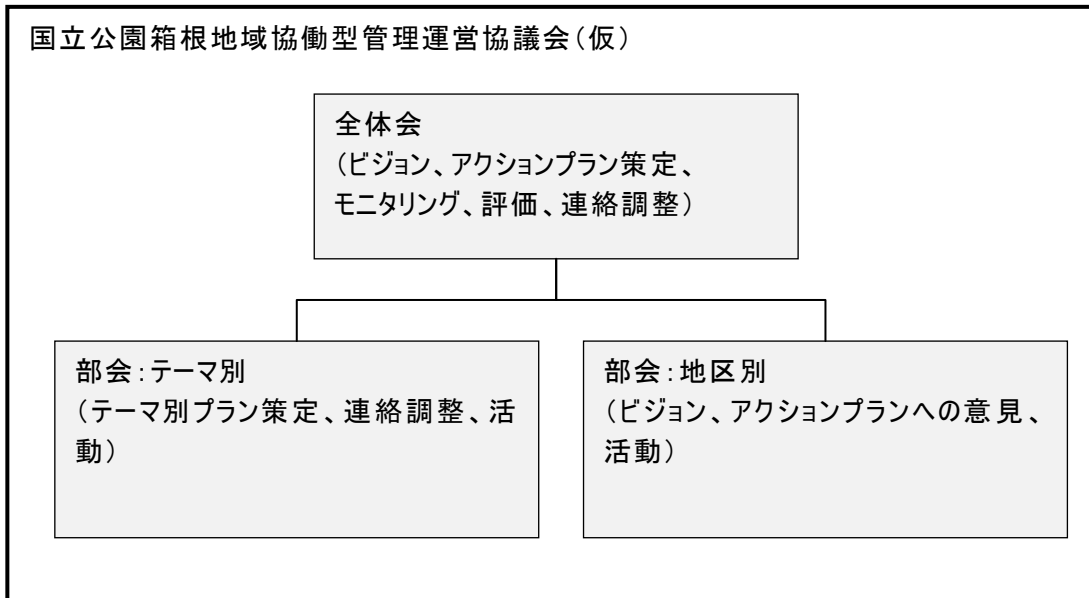 国立公園箱根地域協働型管理運営協議会（仮）
全体会
（ビジョン、アクションプラン策定、
モニタリング、評価、連絡調整）
部会：テーマ別
（テーマ別プラン策定、連絡調整、活
動）
部会：地区別
（ビジョン、アクションプランへの意見、
活動）